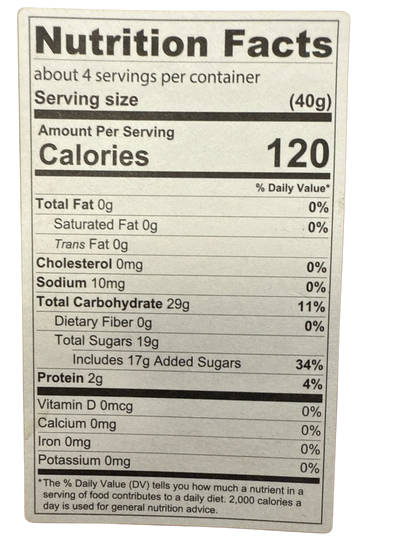 Nutrition Facts
about 4 servings per container
Serving size (40g)
Amount Per Serving
Calories 120
% Daily Value*
Total Fat 0g 0%
Saturated Fat 0g 0%
Trans Fat 0g
Cholesterol 0mg 0%
Sodium 10mg 0%
Total Carbohydrate 29g 11%
Dietary Fiber 0g 0%
Total Sugars 19g
Includes 17g Added Sugars 34%
Protein 2g 4%
Vitamin D 0mcg 0%
Calcium 0mg 0%
Iron 0mg 0%
Potassium 0mg 0%
*The % Daily Value (DV) tells you how much a nutrient in a
serving of food contributes to a daily diet. 2,000 calories a
day is used for general nutrition advice.